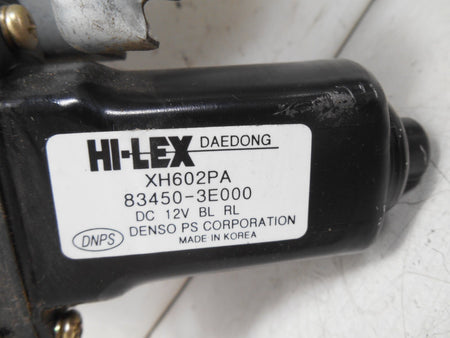 HI-LEX DAEDONG
XH602PA
83450-3E000
DC 12V BL RL
DNPS DENSO PS CORPORATION
MADE IN KOREA